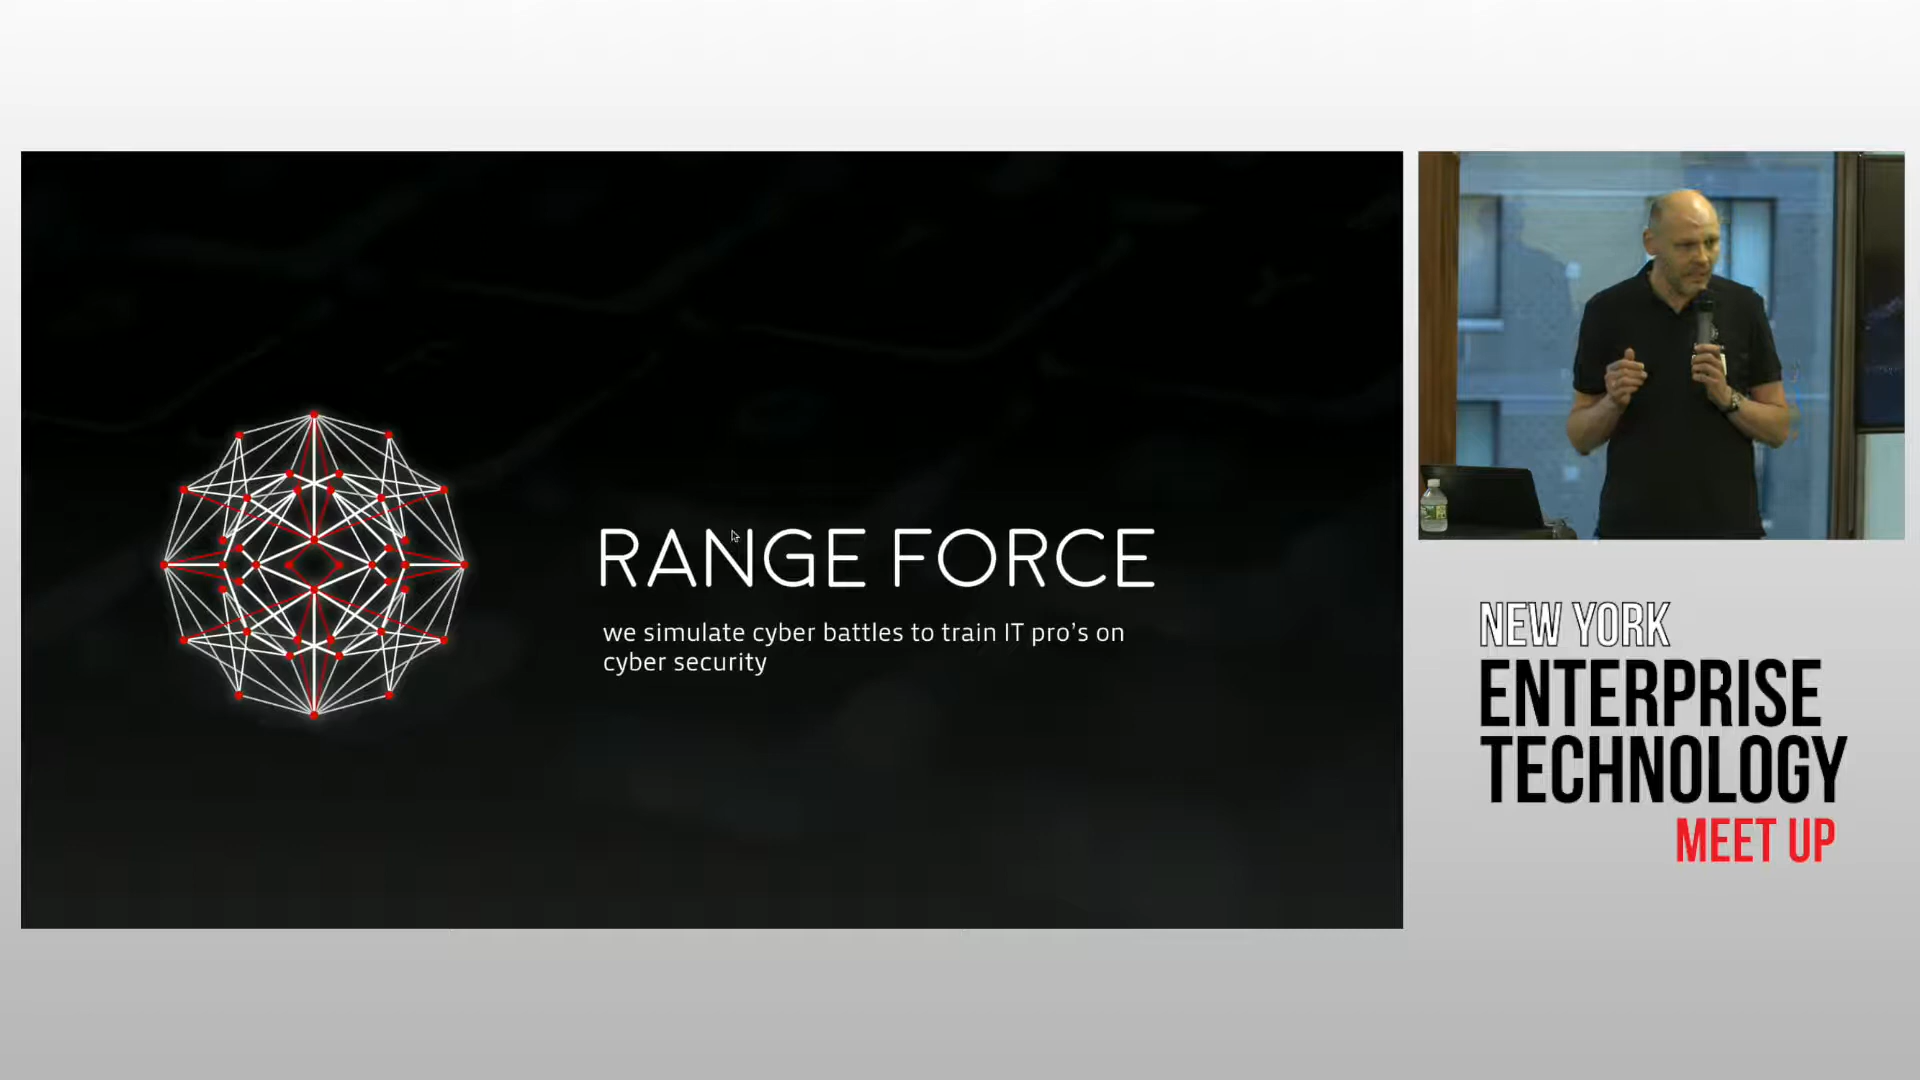 RANGE FORCE
we simulate cyber battles to train IT pro's on
cyber security
NEW YORK
ENTERPRISE
TECHNOLOGY
MEET UP